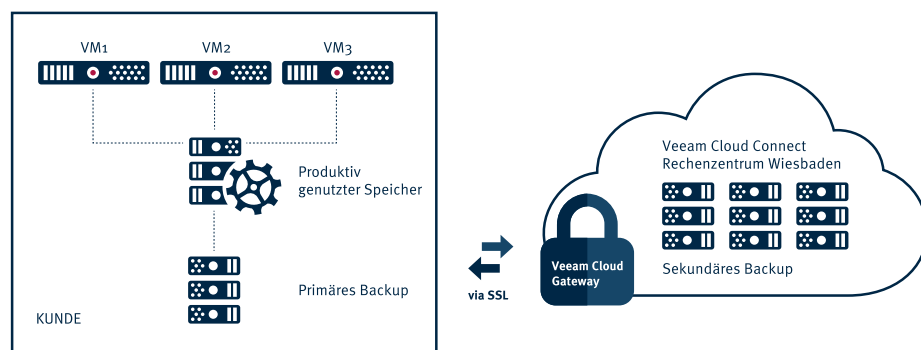 VM1
VM2
VM3
Produktiv
genutzter Speicher
Primäres Backup
KUNDE
via SSL
Veeam Cloud
Gateway
Veeam Cloud Connect
Rechenzentrum Wiesbaden
Sekundäres Backup